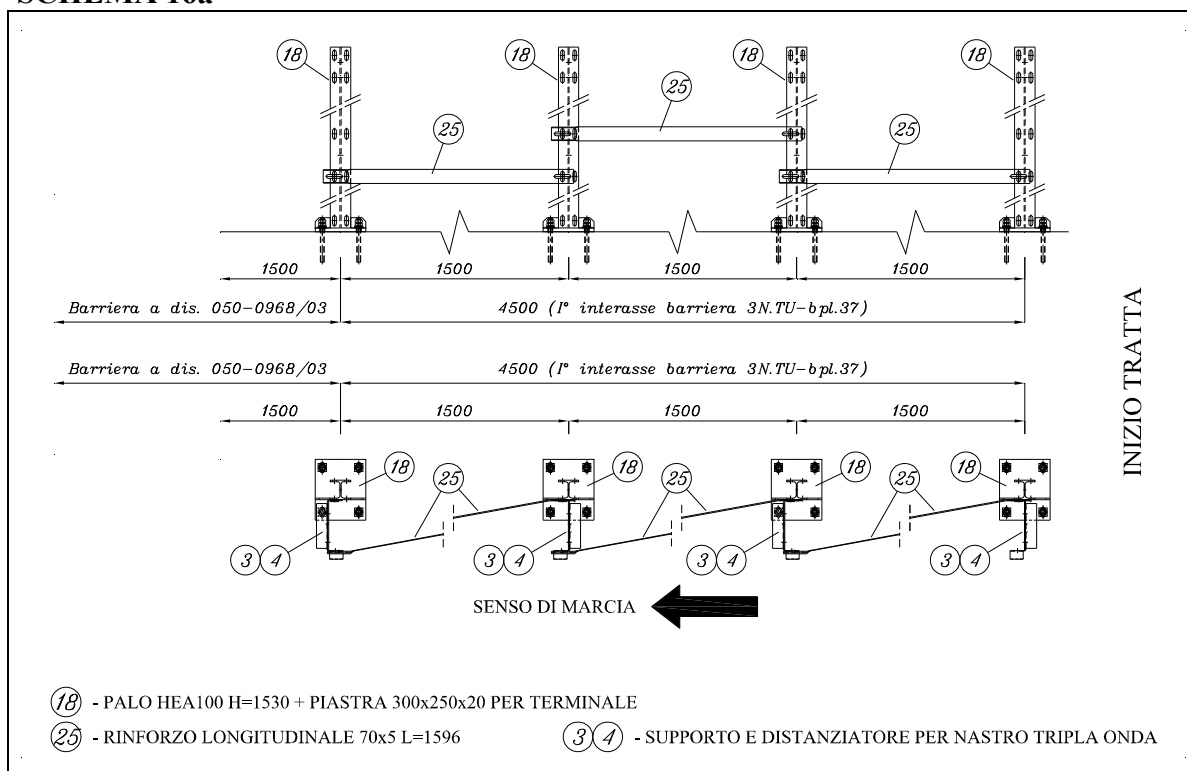 SCHEMA 16a
18 18 18 18
25 25 25
1500 1500 1500 1500
Barriera a dis. 050-0968/03 4500 (I° interasse barriera 3N.TU-bpl.37)
Barriera a dis. 050-0968/03 4500 (I° interasse barriera 3N.TU-bpl.37)
1500 1500 1500 1500
INIZIO TRATTA
18 25 18 25 18 25 18
3 4 3 4 3 4 3 4
SENSO DI MARCIA
18 - PALO HEA100 H=1530 + PIASTRA 300x250x20 PER TERMINALE
25 - RINFORZO LONGITUDINALE 70x5 L=1596 3 4 - SUPPORTO E DISTANZIATORE PER NASTRO TRIPLA ONDA